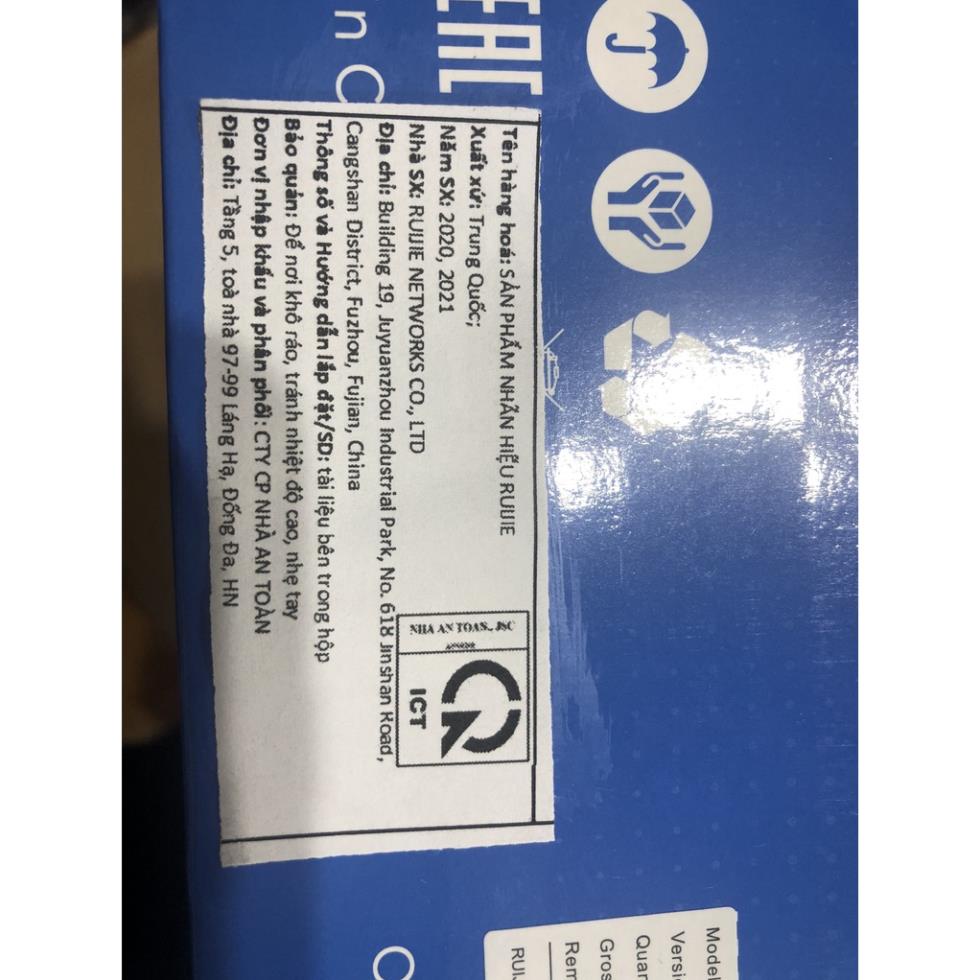 EAC
n C
Tên hàng hoá: SẢN PHẨM NHÃN HIỆU RUIJIE
Xuất xứ: Trung Quốc;
Năm SX: 2020, 2021
Nhà SX: RUIJIE NETWORKS CO., LTD
Địa chỉ: Building 19, Juyuanzhou Industrial Park, No. 618 Jinshan Road,
Cangshan District, Fuzhou, Fujian, China
Thông số và Hướng dẫn lắp đặt/SD: tài liệu bên trong hộp
Bảo quản: Để nơi khô ráo, tránh nhiệt độ cao, nhẹ tay
Đơn vị nhập khẩu và phân phối: CTY CP NHÀ AN TOÀN
Địa chỉ: Tầng 5, toà nhà 97-99 Láng Hạ, Đống Đa, HN
NHA AN TOAN., JSC
ICT
Model
Versi
Quan
Gros
Rem
RUIJ